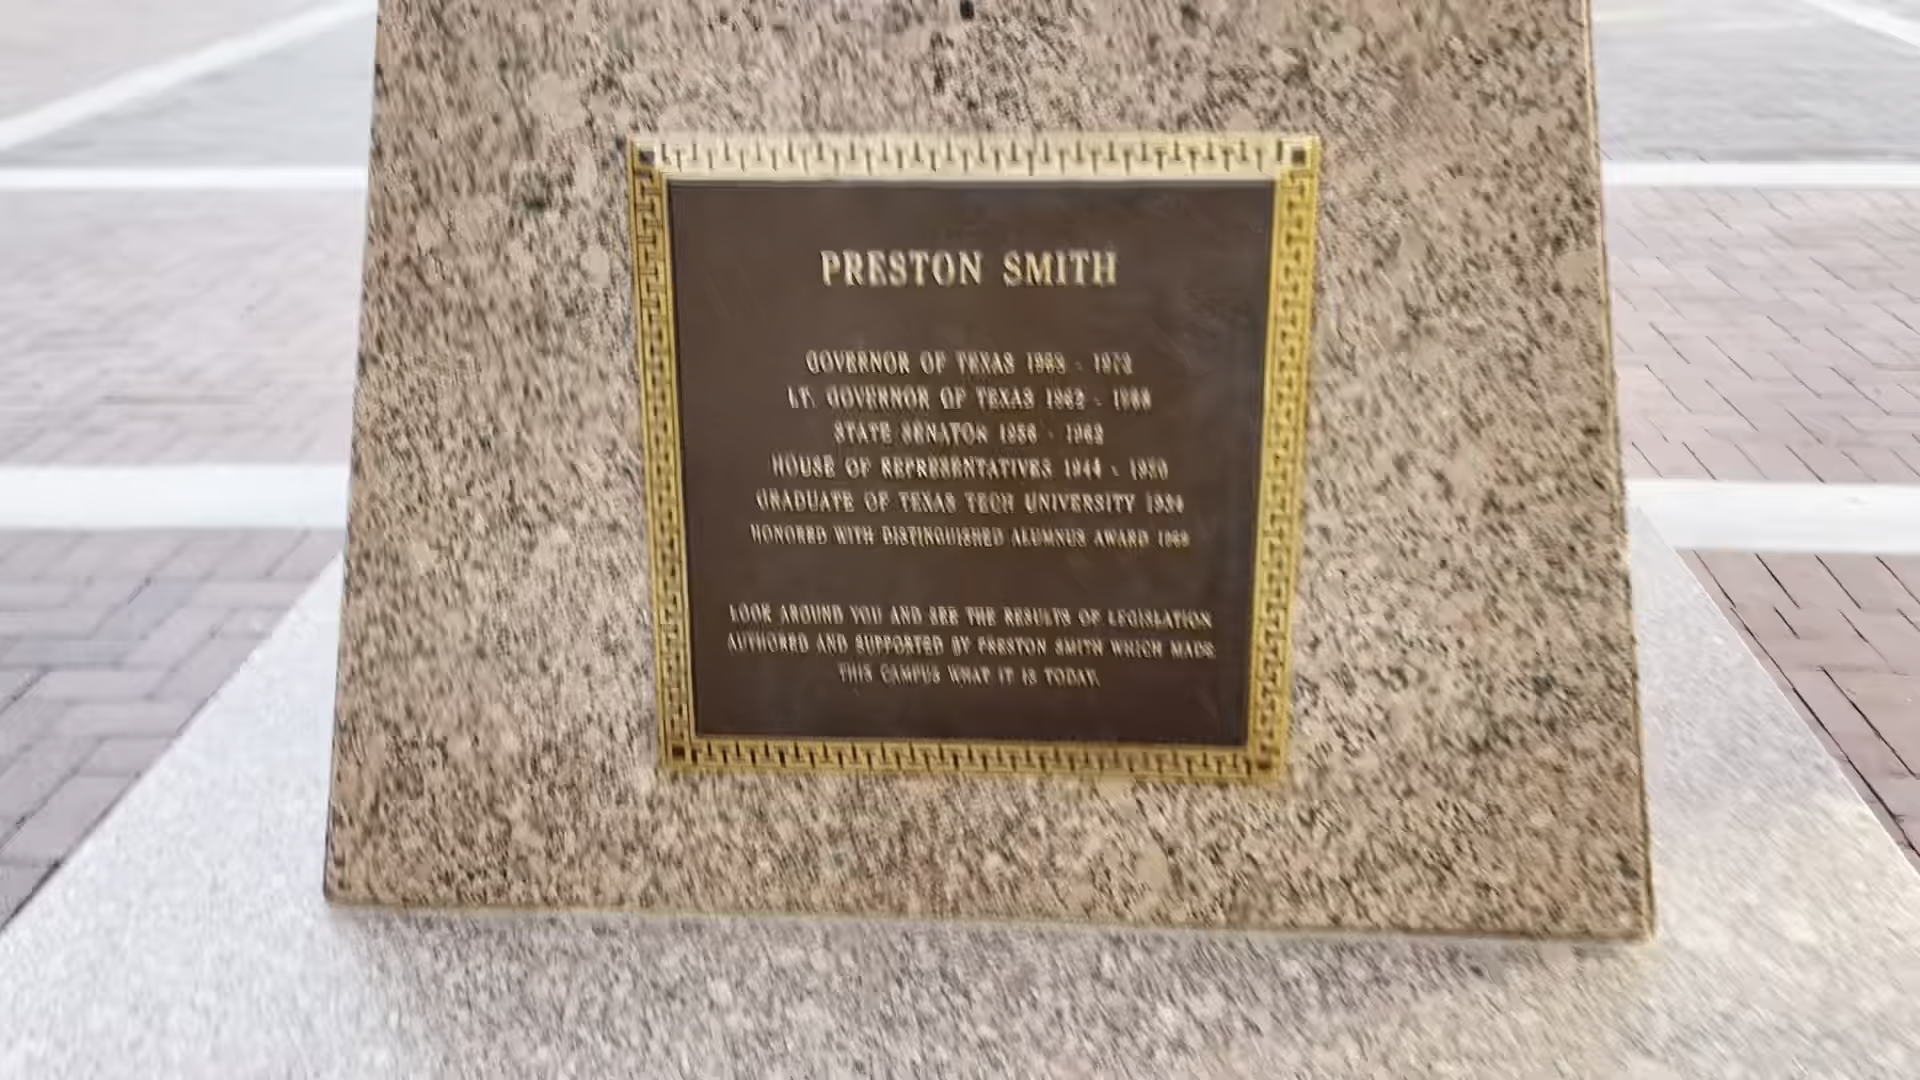 PRESTON SMITH
GOVERNOR OF TEXAS 1969 - 1972
LT. GOVERNOR OF TEXAS 1962 - 1968
STATE SENATOR 1956 - 1962
HOUSE OF REPRESENTATIVES 1944 - 1950
GRADUATE OF TEXAS TECH UNIVERSITY 1934
HONORED WITH DISTINGUISHED ALUMNUS AWARD
LOOK AROUND YOU AND SEE THE RESULTS OF LEGISLATION
AUTHORED AND SUPPORTED BY PRESTON SMITH WHICH MADE
THIS CAMPUS WHAT IT IS TODAY.